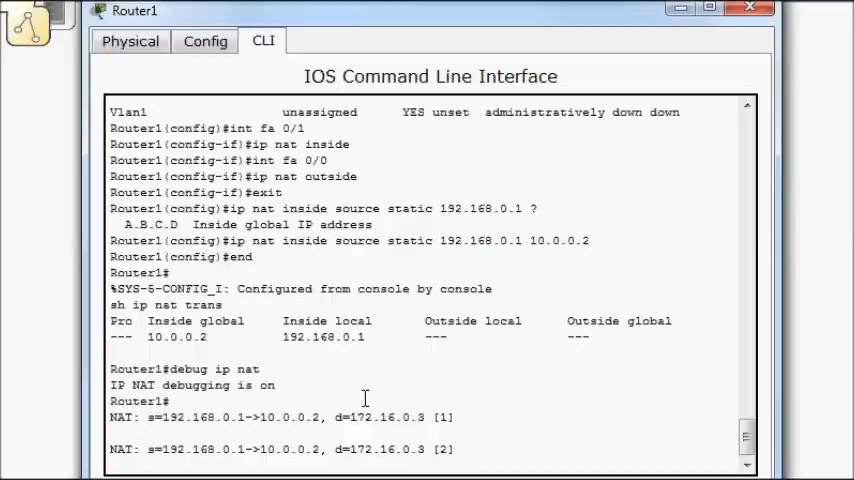 Router1
Physical Config CLI
IOS Command Line Interface
Vlan1 unassigned YES unset administratively down down
Router1(config)#int fa 0/1
Router1(config-if)#ip nat inside
Router1(config-if)#int fa 0/0
Router1(config-if)#ip nat outside
Router1(config-if)#exit
Router1(config)#ip nat inside source static 192.168.0.1 ?
A.B.C.D Inside global IP address
Router1(config)#ip nat inside source static 192.168.0.1 10.0.0.2
Router1(config)#end
Router1#
%SYS-5-CONFIG_I: Configured from console by console
sh ip nat trans
Pro Inside global Inside local Outside local Outside global
--- 10.0.0.2 192.168.0.1 --- ---
Router1#debug ip nat
IP NAT debugging is on
Router1#
NAT: s=192.168.0.1->10.0.0.2, d=172.16.0.3 [1]
NAT: s=192.168.0.1->10.0.0.2, d=172.16.0.3 [2]